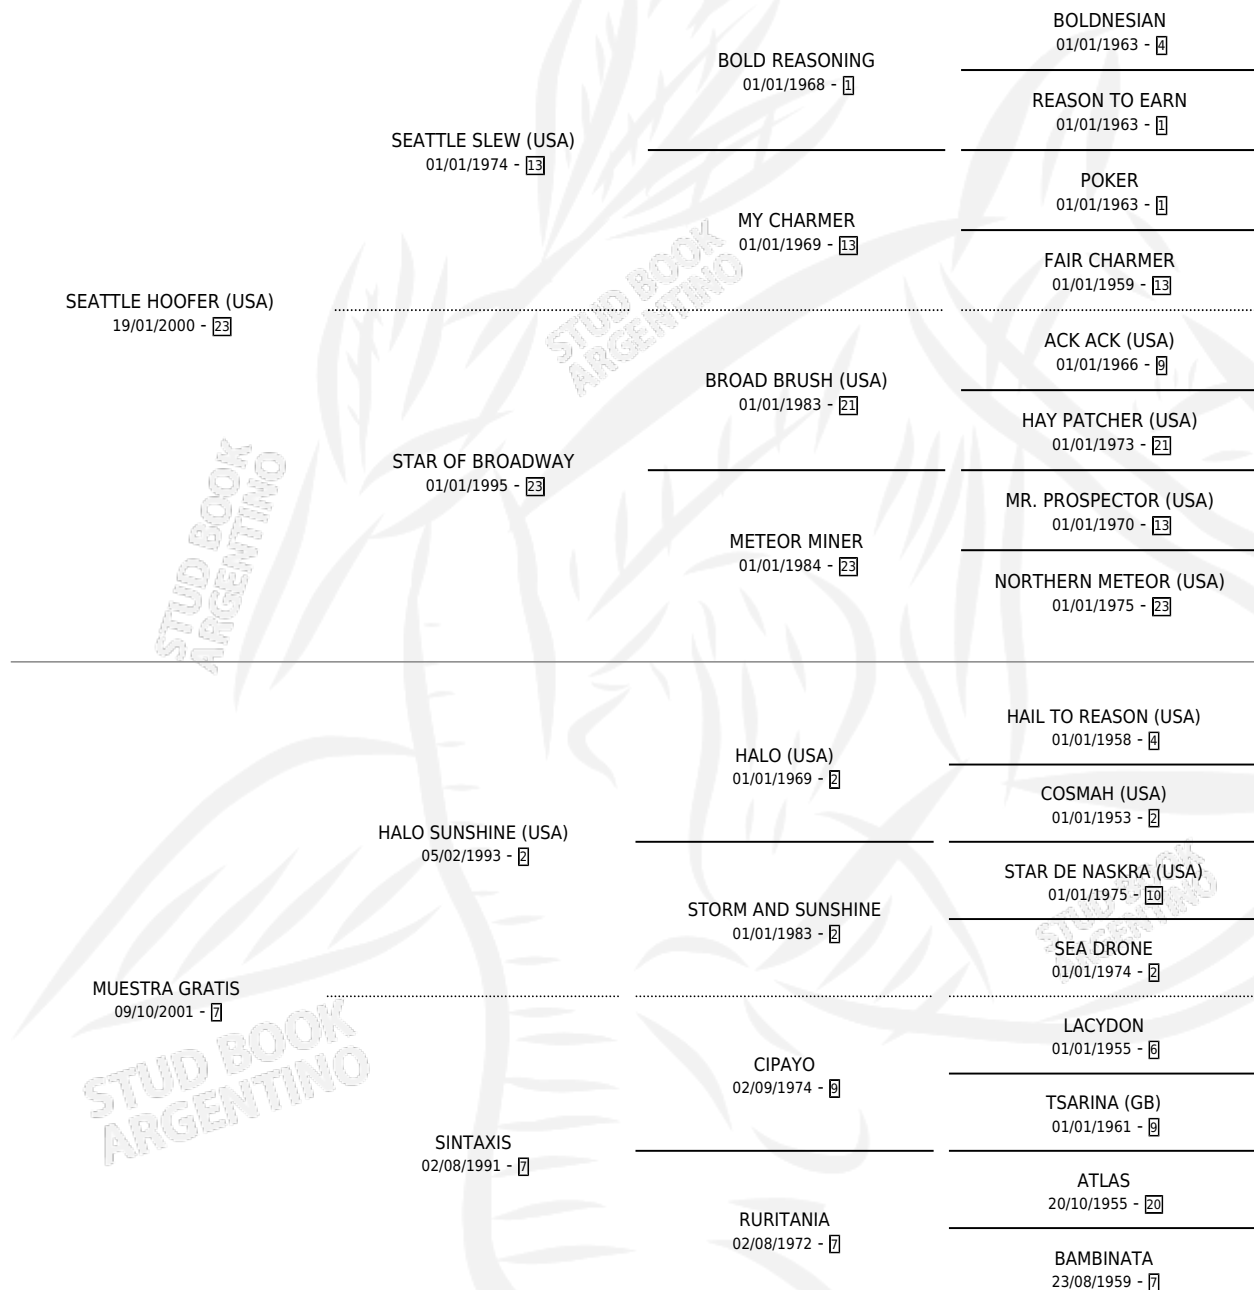 BOLDNESIAN
01/01/1963 - 4
BOLD REASONING
01/01/1968 - 1
REASON TO EARN
01/01/1963 - 1
SEATTLE SLEW (USA)
01/01/1974 - 13
POKER
01/01/1963 - 1
MY CHARMER
01/01/1969 - 13
FAIR CHARMER
01/01/1959 - 13
SEATTLE HOOFER (USA)
19/01/2000 - 23
STUD BOOK
ARGENTINO
ACK ACK (USA)
01/01/1966 - 9
BROAD BRUSH (USA)
01/01/1983 - 21
HAY PATCHER (USA)
01/01/1973 - 21
STAR OF BROADWAY
01/01/1995 - 23
MR. PROSPECTOR (USA)
01/01/1970 - 13
METEOR MINER
01/01/1984 - 23
NORTHERN METEOR (USA)
01/01/1975 - 23
STUD BOOK
ARGENTINO
HAIL TO REASON (USA)
01/01/1958 - 4
HALO (USA)
01/01/1969 - 2
COSMAH (USA)
01/01/1953 - 2
HALO SUNSHINE (USA)
05/02/1993 - 2
STAR DE NASKRA (USA)
01/01/1975 - 10
STORM AND SUNSHINE
01/01/1983 - 2
STUD BOOK
ARGENTINO
SEA DRONE
01/01/1974 - 2
MUESTRA GRATIS
09/10/2001 - 7
STUD BOOK
ARGENTINO
LACYDON
01/01/1955 - 6
CIPAYO
02/09/1974 - 9
TSARINA (GB)
01/01/1961 - 9
SINTAXIS
02/08/1991 - 7
ATLAS
20/10/1955 - 20
RURITANIA
02/08/1972 - 7
BAMBINATA
23/08/1959 - 7